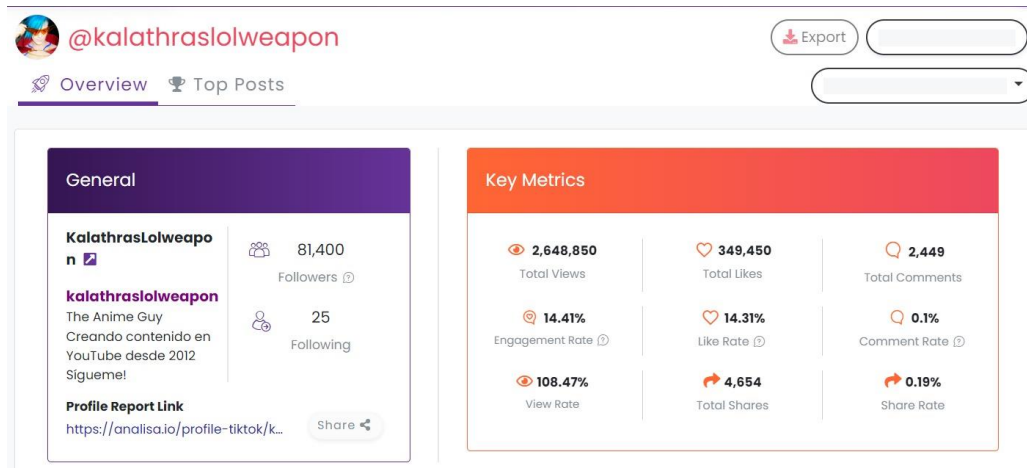 @kalathraslolweapon
Export
Overview
Top Posts
General
KalathrasLolweapo
n
kalathraslolweapon
The Anime Guy
Creando contenido en
YouTube desde 2012
Sígueme!
Profile Report Link
https://analisa.io/profile-tiktok/k...
Share
81,400
Followers
25
Following
Key Metrics
2,648,850
Total Views
349,450
Total Likes
2,449
Total Comments
14.41%
Engagement Rate
14.31%
Like Rate
0.1%
Comment Rate
108.47%
View Rate
4,654
Total Shares
0.19%
Share Rate